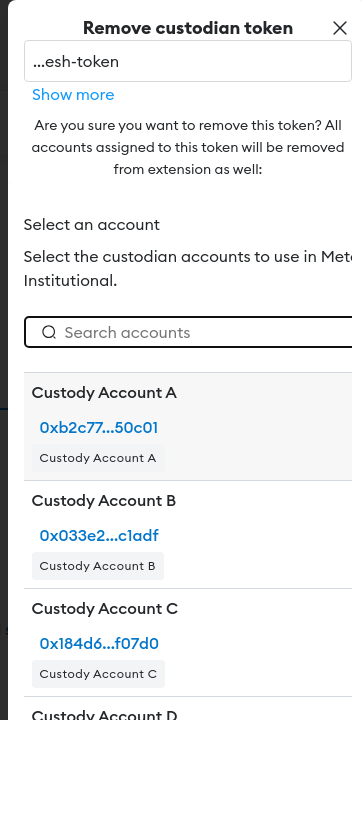 Remove custodian token
...esh-token
Show more
Are you sure you want to remove this token? All
accounts assigned to this token will be removed
from extension as well:
Select an account
Select the custodian accounts to use in Met
Institutional.
Search accounts
Custody Account A
0xb2c77...50c01
Custody Account A
Custody Account B
0x033e2...c1adf
Custody Account B
Custody Account C
0x184d6...f07d0
Custody Account C
Custody Account D